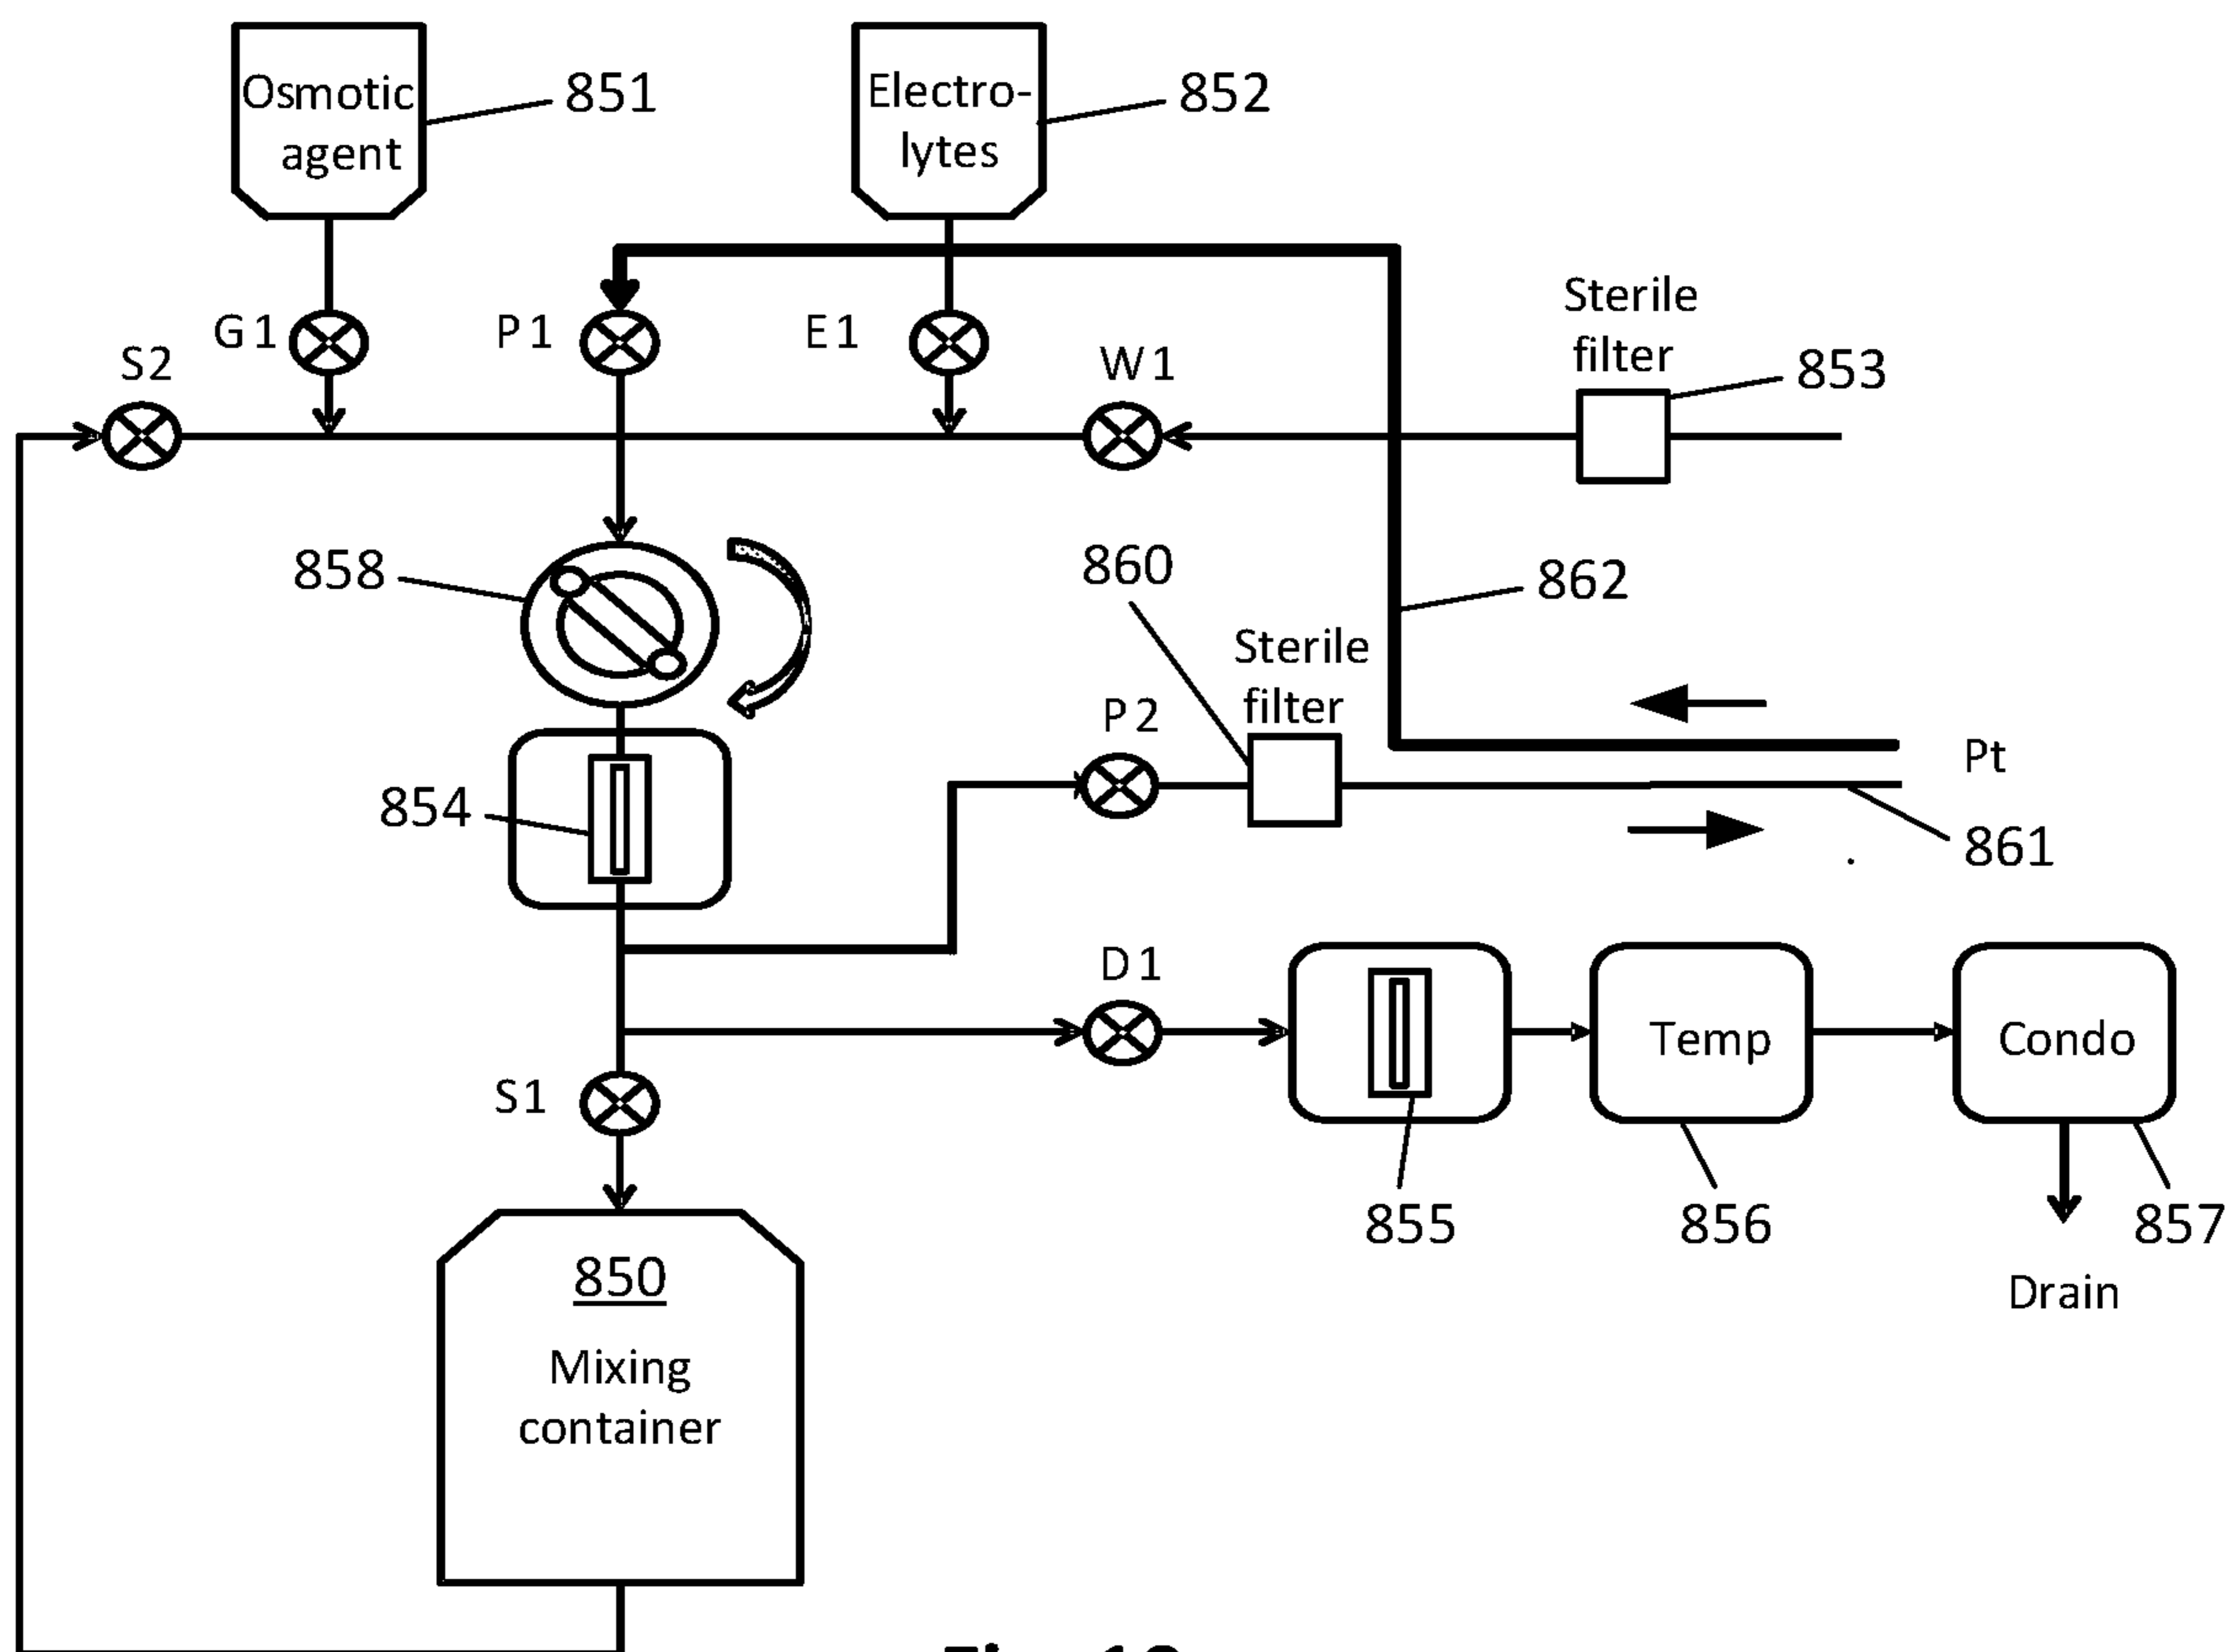 Osmotic
agent
851
Electro-
lytes
852
Sterile
filter
853
G1
P1
E1
S2
W1
858
860
862
Sterile
filter
P2
Pt
854
861
D1
Temp
Condo
S1
855
856
857
850
Drain
Mixing
container